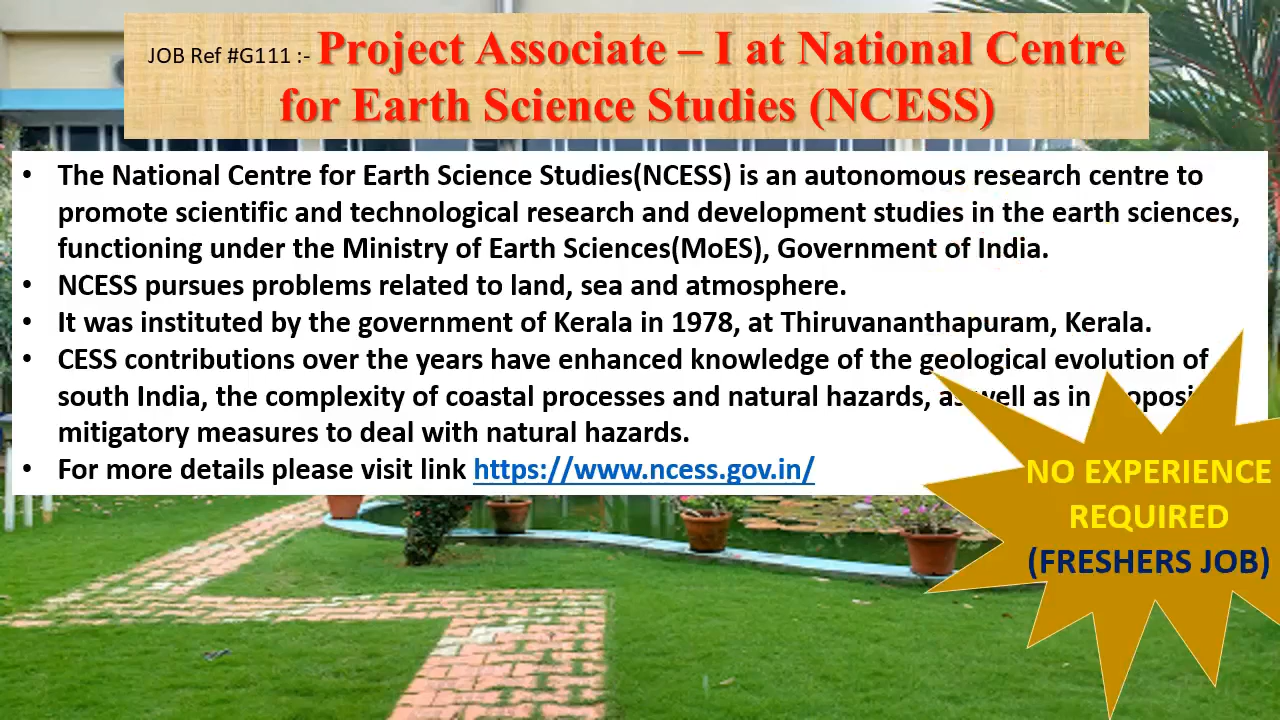 JOB Ref #G111 :- Project Associate – I at National Centre
for Earth Science Studies (NCESS)
• The National Centre for Earth Science Studies(NCESS) is an autonomous research centre to
promote scientific and technological research and development studies in the earth sciences,
functioning under the Ministry of Earth Sciences(MoES), Government of India.
• NCESS pursues problems related to land, sea and atmosphere.
• It was instituted by the government of Kerala in 1978, at Thiruvananthapuram, Kerala.
• CESS contributions over the years have enhanced knowledge of the geological evolution of
south India, the complexity of coastal processes and natural hazards, as well as in
mitigatory measures to deal with natural hazards.
• For more details please visit link https://www.ncess.gov.in/
NO EXPERIENCE
REQUIRED
(FRESHERS JOB)